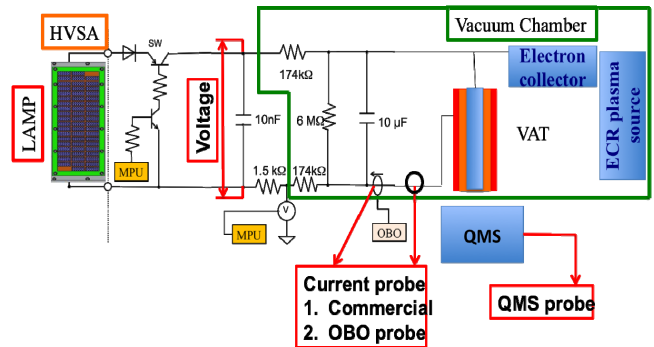 HVSA
Vacuum Chamber
SW
LAMP
174kΩ
Electron
collector
ECR plasma
source
Voltage
10nF
6 MΩ
10 µF
VAT
MPU
1.5 kΩ
174kΩ
V
MPU
OBO
QMS
Current probe
1. Commercial
2. OBO probe
QMS probe